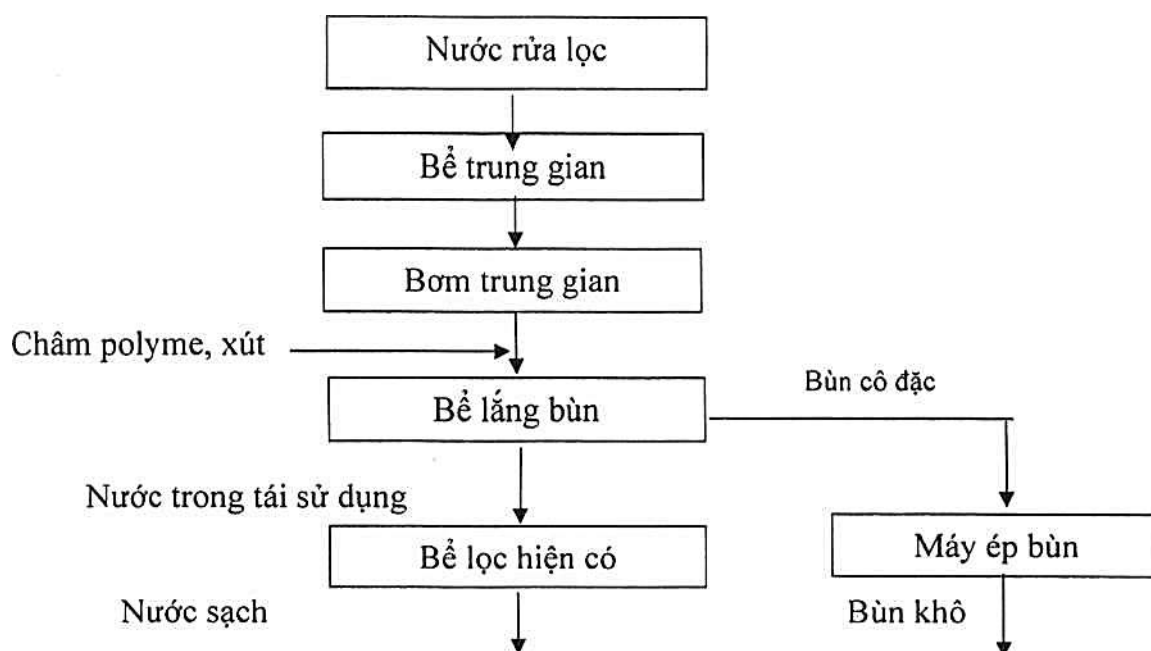 Nước rửa lọc
Bể trung gian
Bơm trung gian
Châm polyme, xút
Bùn cô đặc
Bể lắng bùn
Nước trong tái sử dụng
Bể lọc hiện có
Máy ép bùn
Nước sạch
Bùn khô